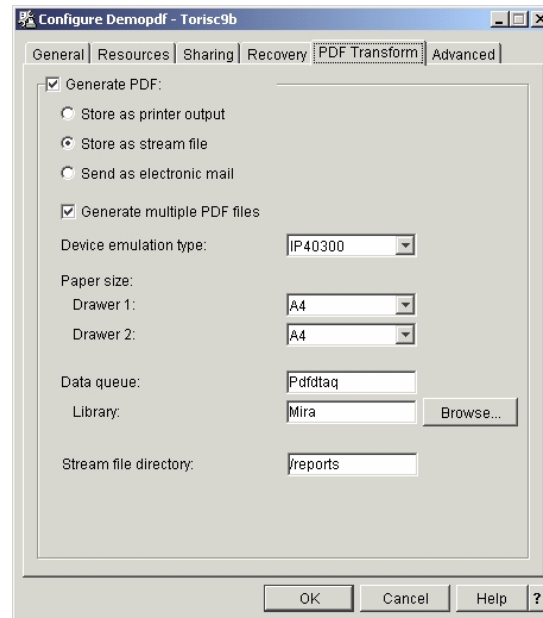 Configure Demopdf - Torisc9b
General Resources Sharing Recovery PDF Transform Advanced
Generate PDF:
Store as printer output
Store as stream file
Send as electronic mail
Generate multiple PDF files
Device emulation type: IP40300
Paper size:
Drawer 1: A4
Drawer 2: A4
Data queue: Pdfdtaq
Library: Mira Browse...
Stream file directory: /reports
OK Cancel Help ?